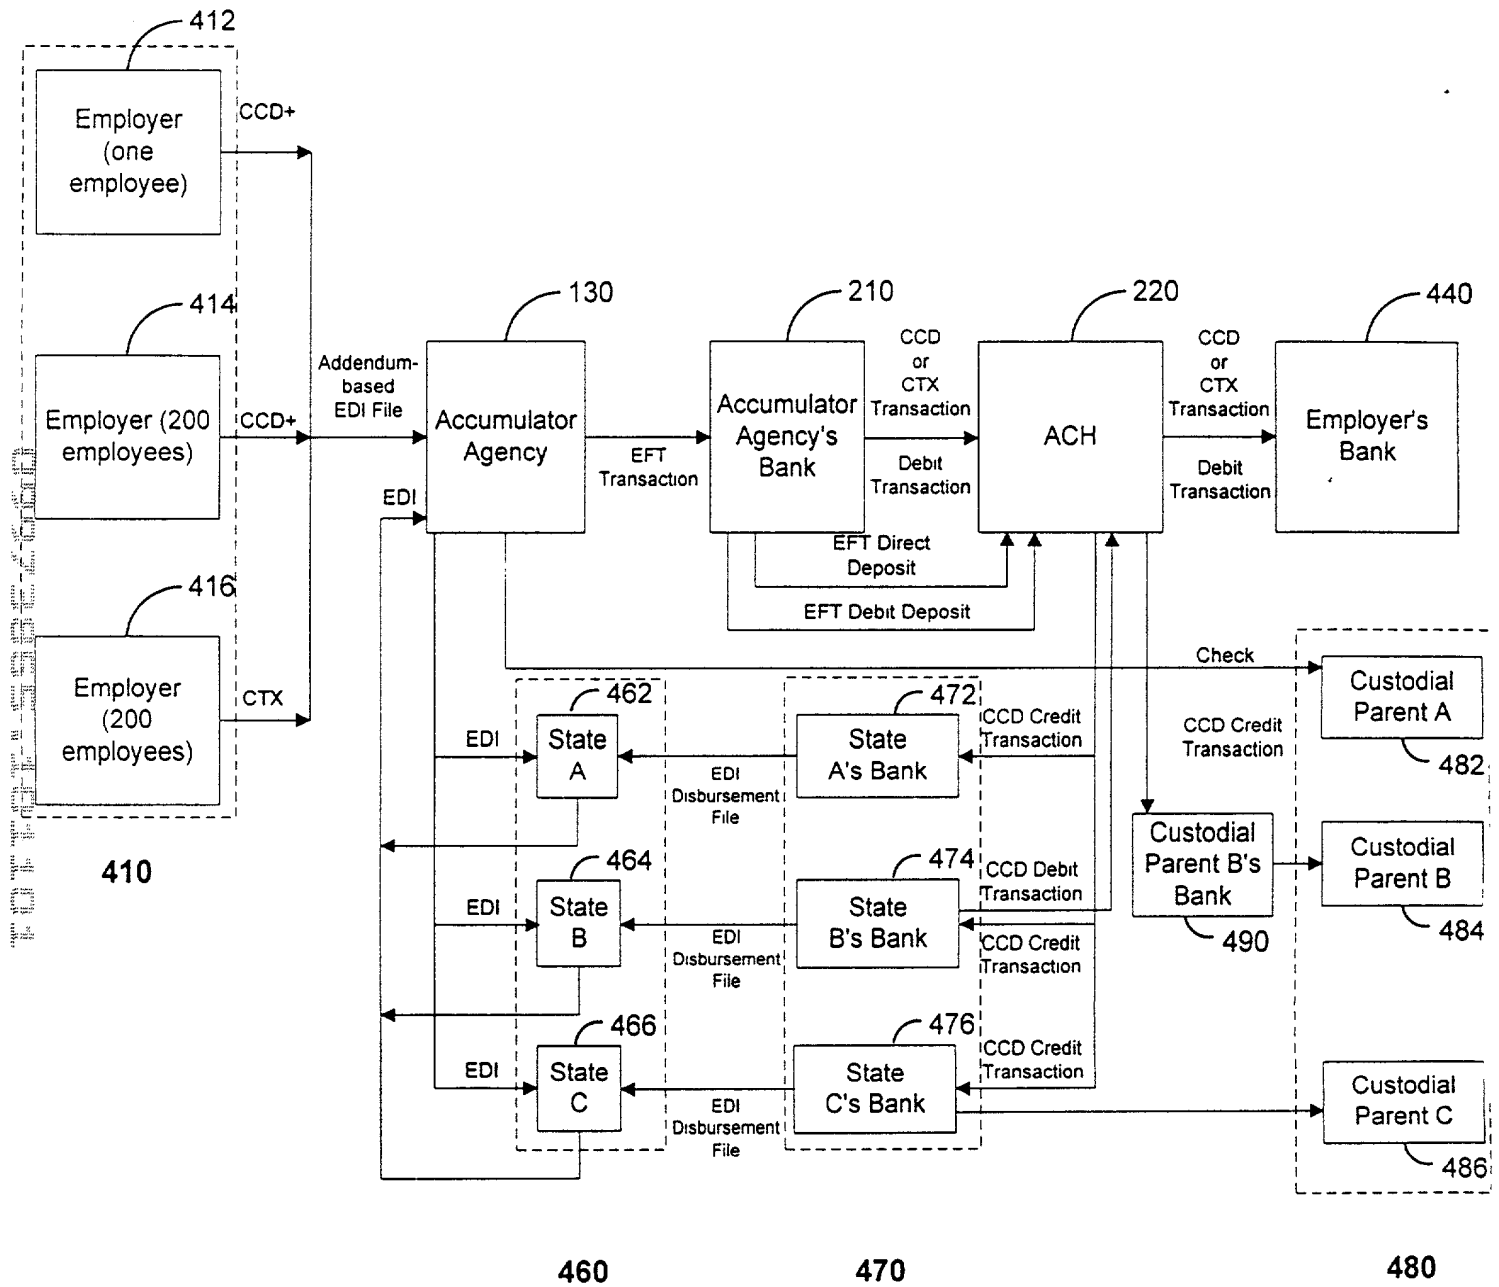 412
Employer
(one
employee)
CCD+
414
Employer (200
employees)
CCD+
416
Employer
(200
employees)
CTX
410
Addendum-
based
EDI File
130
Accumulator
Agency
EDI
EFT
Transaction
210
Accumulator
Agency's
Bank
CCD
or
CTX
Transaction
Debit
Transaction
220
ACH
CCD
or
CTX
Transaction
Debit
Transaction
440
Employer's
Bank
EFT Direct
Deposit
EFT Debit Deposit
Check
462
EDI
State
A
EDI
Disbursement
File
472
State
A's Bank
CCD Credit
Transaction
CCD Credit
Transaction
Custodial
Parent A
482
464
EDI
State
B
EDI
Disbursement
File
474
State
B's Bank
CCD Debit
Transaction
CCD Credit
Transaction
Custodial
Parent B's
Bank
490
Custodial
Parent B
484
466
EDI
State
C
EDI
Disbursement
File
476
State
C's Bank
CCD Credit
Transaction
Custodial
Parent C
486
460
470
480